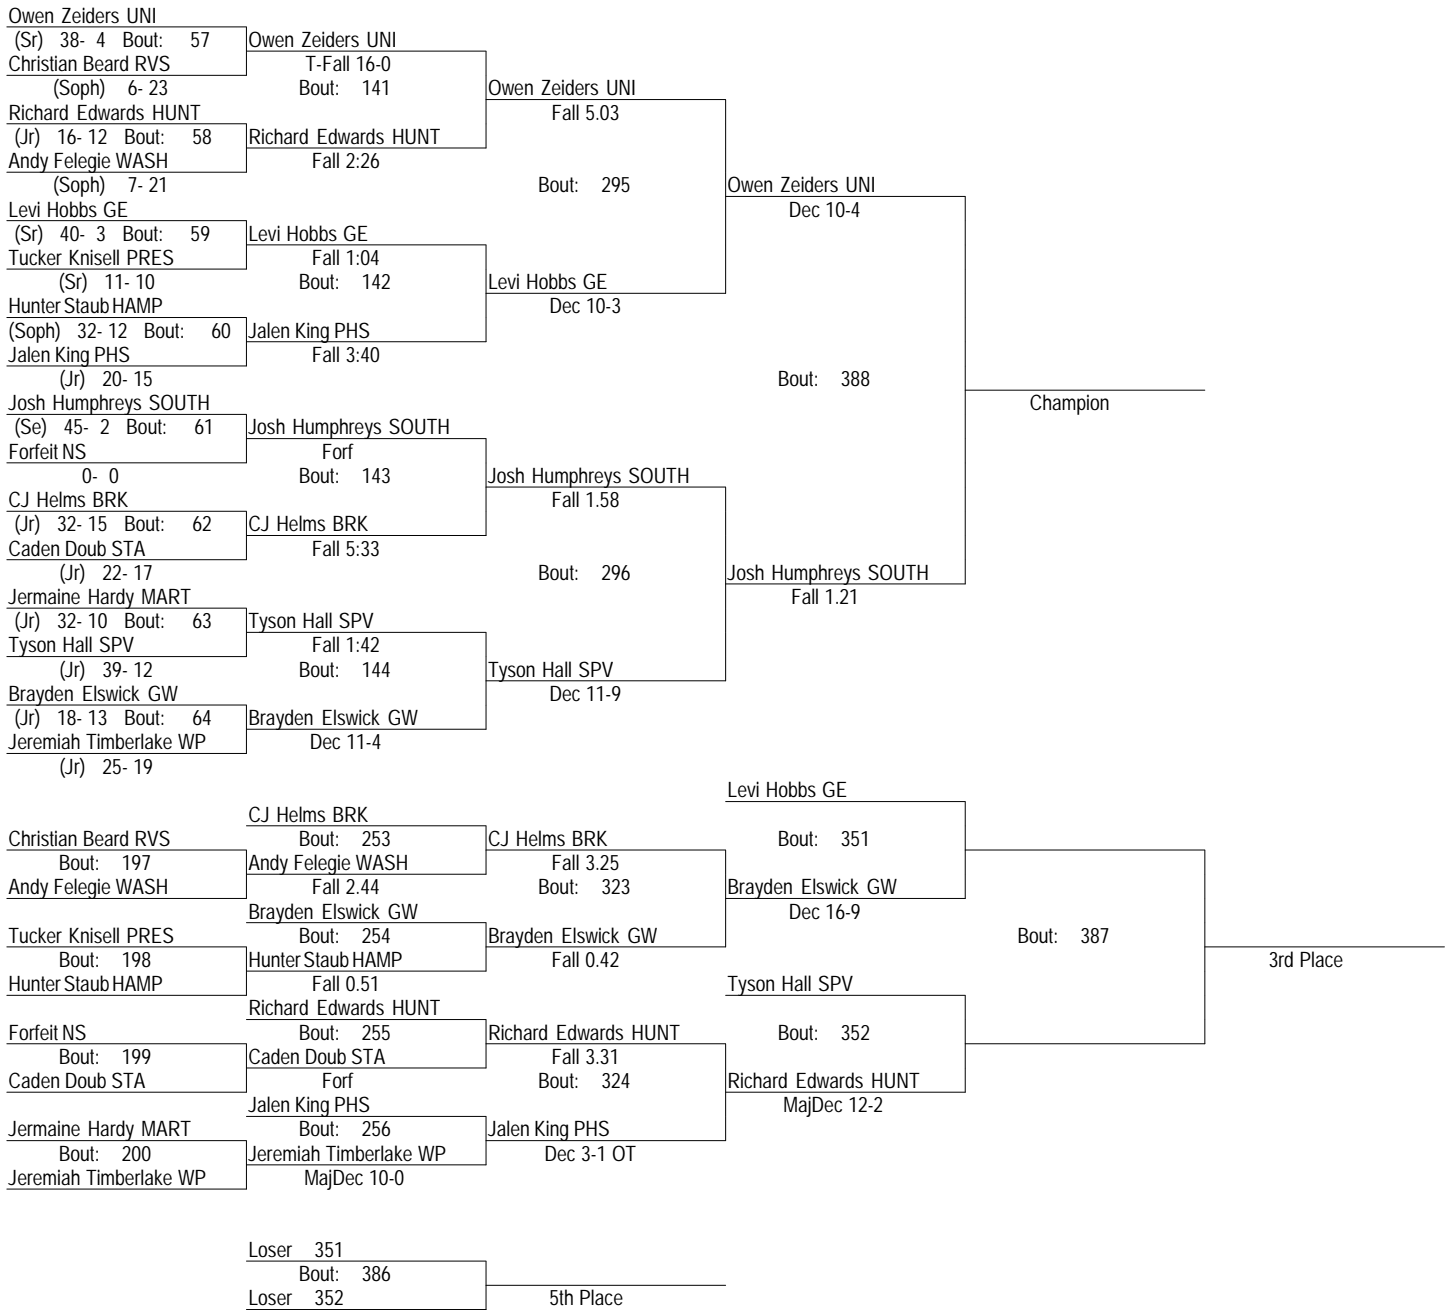 Owen Zeiders UNI
(Sr) 38- 4 Bout: 57 Owen Zeiders UNI
Christian Beard RVS T-Fall 16-0
(Soph) 6- 23 Bout: 141 Owen Zeiders UNI
Richard Edwards HUNT Fall 5.03
(Jr) 16- 12 Bout: 58 Richard Edwards HUNT
Andy Felegie WASH Fall 2:26
(Soph) 7- 21 Bout: 295 Owen Zeiders UNI
Levi Hobbs GE Dec 10-4
(Sr) 40- 3 Bout: 59 Levi Hobbs GE
Tucker Knisell PRES Fall 1:04
(Sr) 11- 10 Bout: 142 Levi Hobbs GE
Hunter Staub HAMP Dec 10-3
(Soph) 32- 12 Bout: 60 Jalen King PHS
Jalen King PHS Fall 3:40
(Jr) 20- 15 Bout: 388
Josh Humphreys SOUTH Champion
(Se) 45- 2 Bout: 61 Josh Humphreys SOUTH
Forfeit NS Forf
0- 0 Bout: 143 Josh Humphreys SOUTH
CJ Helms BRK Fall 1.58
(Jr) 32- 15 Bout: 62 CJ Helms BRK
Caden Doub STA Fall 5:33
(Jr) 22- 17 Bout: 296 Josh Humphreys SOUTH
Jermaine Hardy MART Fall 1.21
(Jr) 32- 10 Bout: 63 Tyson Hall SPV
Tyson Hall SPV Fall 1:42
(Jr) 39- 12 Bout: 144 Tyson Hall SPV
Brayden Elswick GW Dec 11-9
(Jr) 18- 13 Bout: 64 Brayden Elswick GW
Jeremiah Timberlake WP Dec 11-4
(Jr) 25- 19
Levi Hobbs GE
CJ Helms BRK
Christian Beard RVS Bout: 253 CJ Helms BRK Bout: 351
Bout: 197 Andy Felegie WASH Fall 3.25
Andy Felegie WASH Fall 2.44 Bout: 323 Brayden Elswick GW
Brayden Elswick GW Dec 16-9
Tucker Knisell PRES Bout: 254 Brayden Elswick GW Bout: 387
Bout: 198 Hunter Staub HAMP Fall 0.42 3rd Place
Hunter Staub HAMP Fall 0.51 Tyson Hall SPV
Richard Edwards HUNT
Forfeit NS Bout: 255 Richard Edwards HUNT Bout: 352
Bout: 199 Caden Doub STA Fall 3.31
Caden Doub STA Forf Bout: 324 Richard Edwards HUNT
Jalen King PHS MajDec 12-2
Jermaine Hardy MART Bout: 256 Jalen King PHS
Bout: 200 Jeremiah Timberlake WP Dec 3-1 OT
Jeremiah Timberlake WP MajDec 10-0
Loser 351
Bout: 386
Loser 352 5th Place